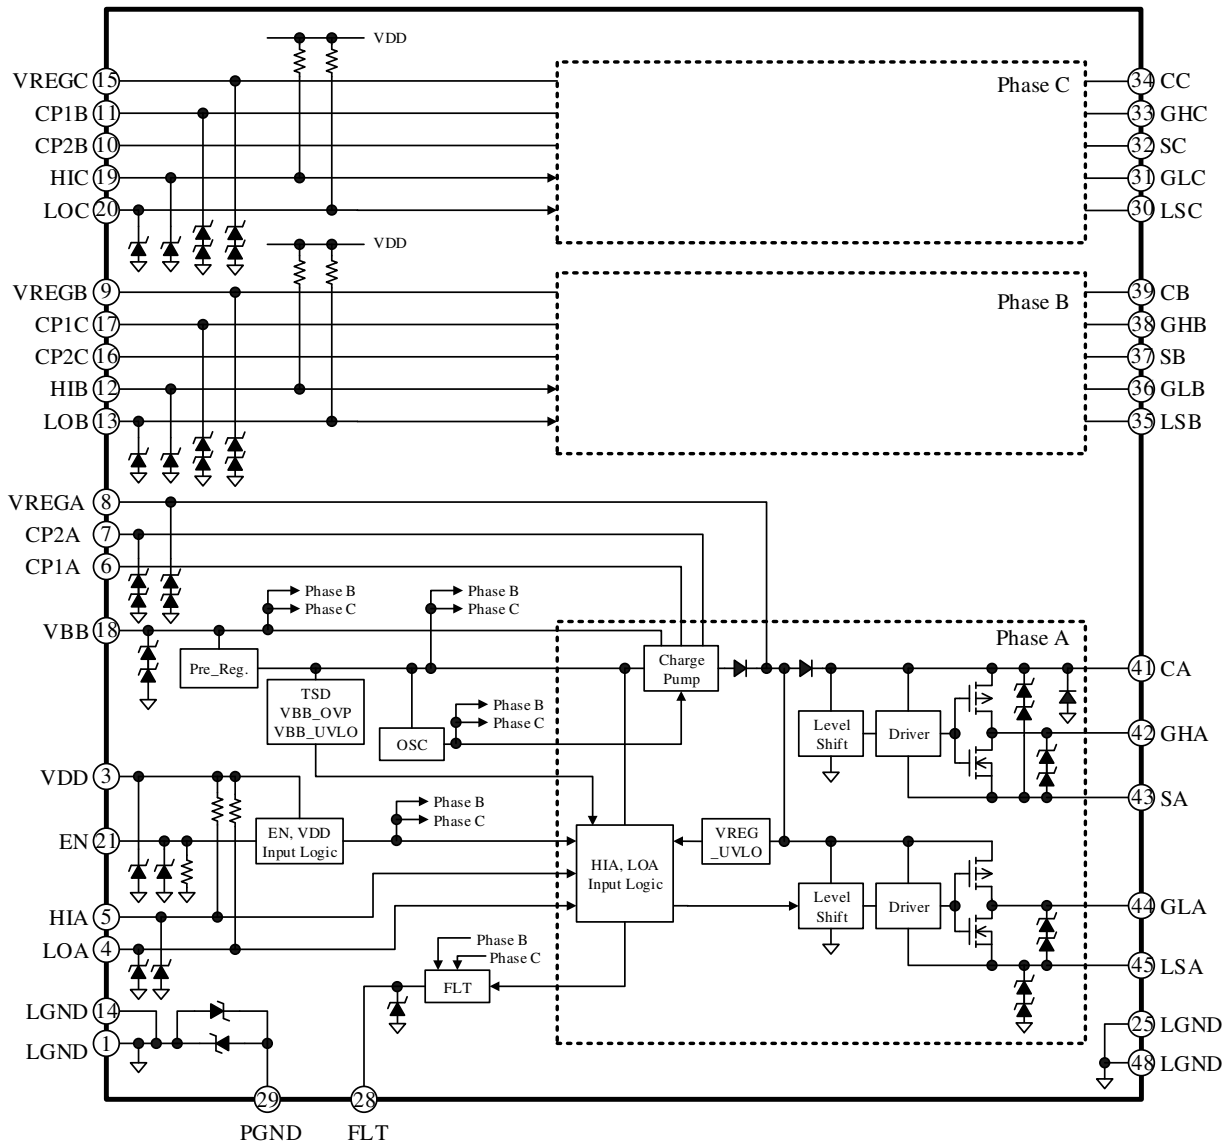 VDD
VREGC 15
Phase C
34 CC
CP1B 11
33 GHC
CP2B 10
32 SC
HIC 19
31 GLC
LOC 20
30 LSC
VDD
VREGB 9
Phase B
39 CB
CP1C 17
38 GHB
CP2C 16
37 SB
HIB 12
36 GLB
LOB 13
35 LSB
VREGA 8
CP2A 7
CP1A 6
Phase B
Phase C
Phase B
Phase C
VBB 18
Phase A
Pre_Reg.
Charge
Pump
41 CA
TSD
VBB_OVP
VBB_UVLO
Phase B
Phase C
OSC
Level
Shift
Driver
42 GHA
VDD 3
43 SA
Phase B
Phase C
EN 21
EN, VDD
Input Logic
HIA, LOA
Input Logic
VREG
_UVLO
Level
Shift
Driver
44 GLA
HIA 5
LOA 4
Phase B
Phase C
FLT
45 LSA
LGND 14
LGND 1
25 LGND
48 LGND
29
PGND
28
FLT